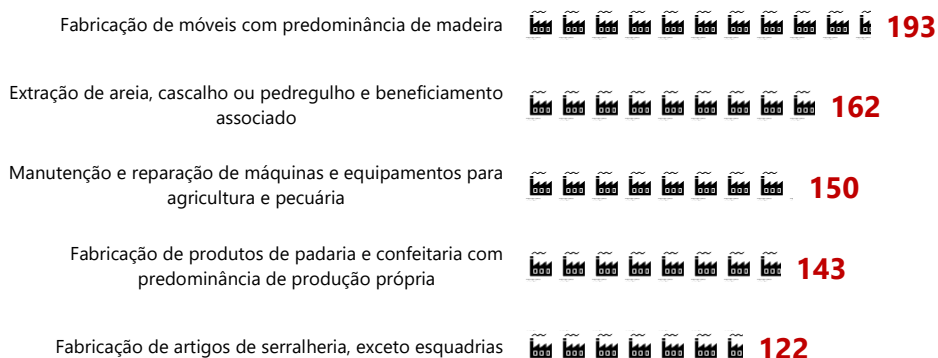 Fabricação de móveis com predominância de madeira 193
Extração de areia, cascalho ou pedregulho e beneficiamento
associado
162
Manutenção e reparação de máquinas e equipamentos para
agricultura e pecuária
150
Fabricação de produtos de padaria e confeitaria com
predominância de produção própria
143
Fabricação de artigos de serralheria, exceto esquadrias 122